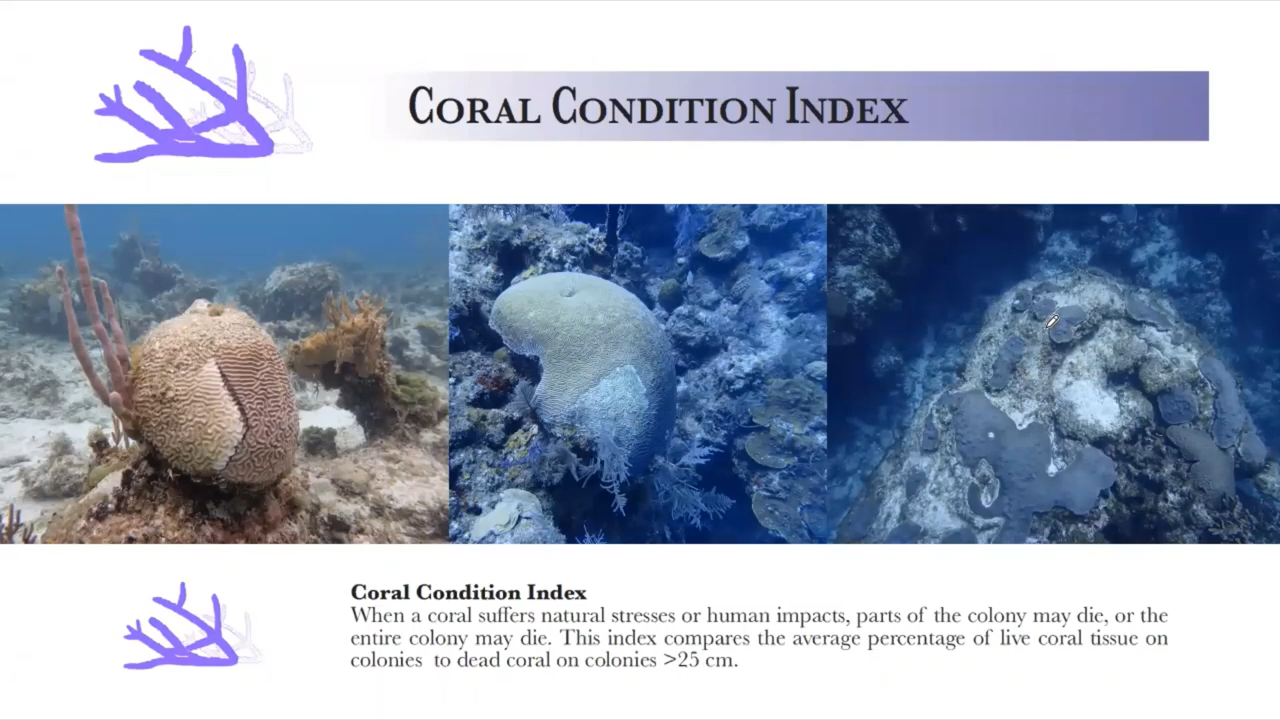 Coral Condition Index
Coral Condition Index
When a coral suffers natural stresses or human impacts, parts of the colony may die, or the
entire colony may die. This index compares the average percentage of live coral tissue on
colonies to dead coral on colonies >25 cm.